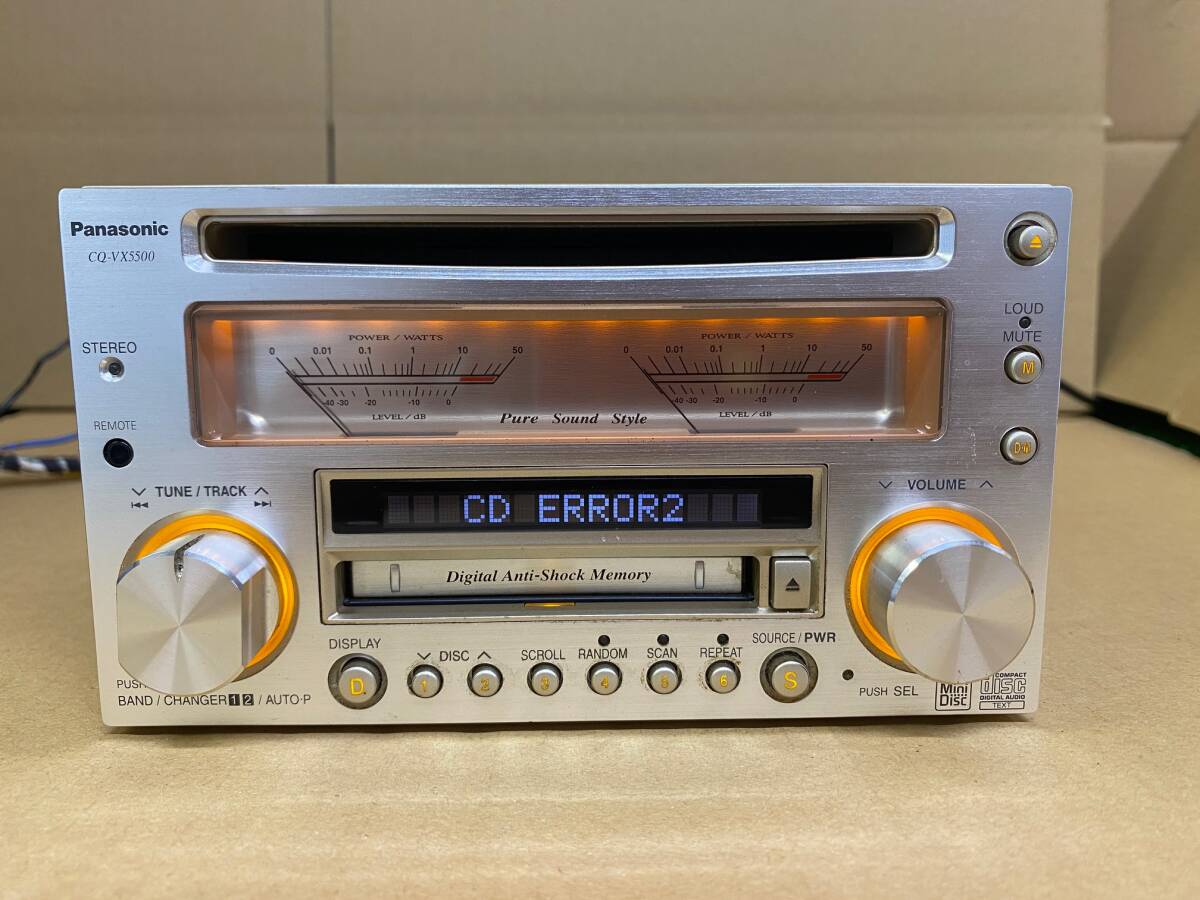 Panasonic
CQ-VX5500
LOUD
MUTE
M
STEREO
REMOTE
POWER / WATTS
0 0.01 0.1 1 10 50
-40 -30 -20 -10 0
LEVEL / dB
POWER / WATTS
0 0.01 0.1 1 10 50
-40 -30 -20 -10 0
LEVEL / dB
Pure Sound Style
D·M
TUNE / TRACK
VOLUME
CD ERROR2
Digital Anti-Shock Memory
DISPLAY
D
DISC
SCROLL
RANDOM
SCAN
REPEAT
SOURCE / PWR
1
2
3
4
5
6
S
PUSH
BAND / CHANGER 1 2 / AUTO·P
PUSH SEL
Mini Disc
COMPACT disc DIGITAL AUDIO
TEXT